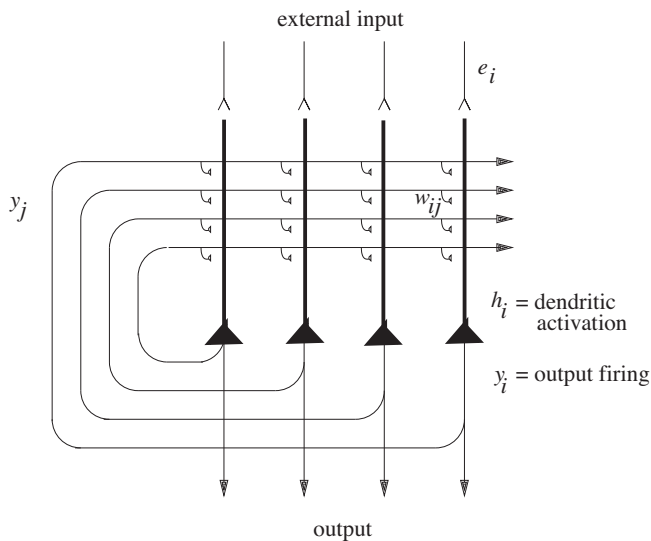 external input
e_i
y_j
w_ij
h_i = dendritic
activation
y_i = output firing
output